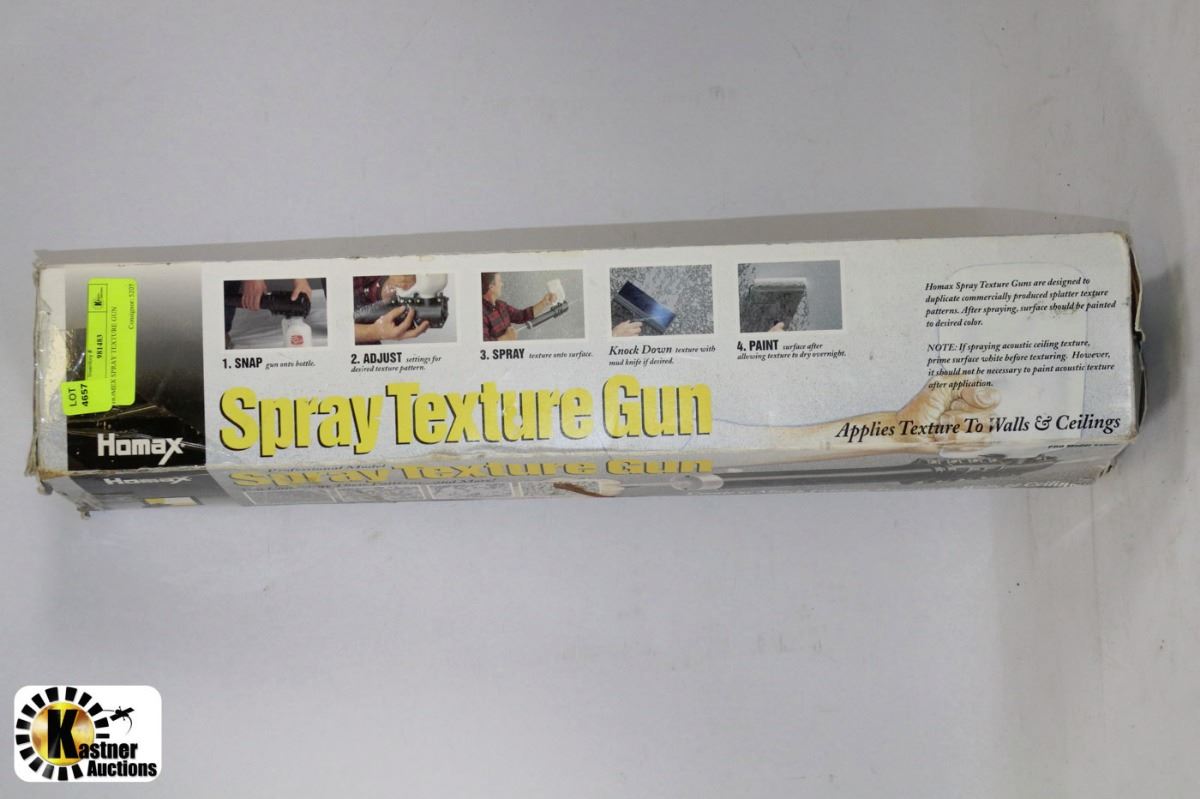 LOT
4657
Inventory #
981483
HOMEX SPRAY TEXTURE GUN
Consignor: 5205
Homax
1. SNAP gun onto bottle.
2. ADJUST settings for
desired texture pattern.
3. SPRAY texture onto surface.
Knock Down texture with
mud knife if desired.
4. PAINT surface after
allowing texture to dry overnight.
Homax Spray Texture Guns are designed to
duplicate commercially produced splatter texture
patterns. After spraying, surface should be painted
to desired color.
NOTE: If spraying acoustic ceiling texture,
prime surface white before texturing. However,
it should not be necessary to paint acoustic texture
after application.
Spray Texture Gun
Applies Texture To Walls & Ceilings
Homax
Professional Model
Spray Texture Gun
Kastner
Auctions